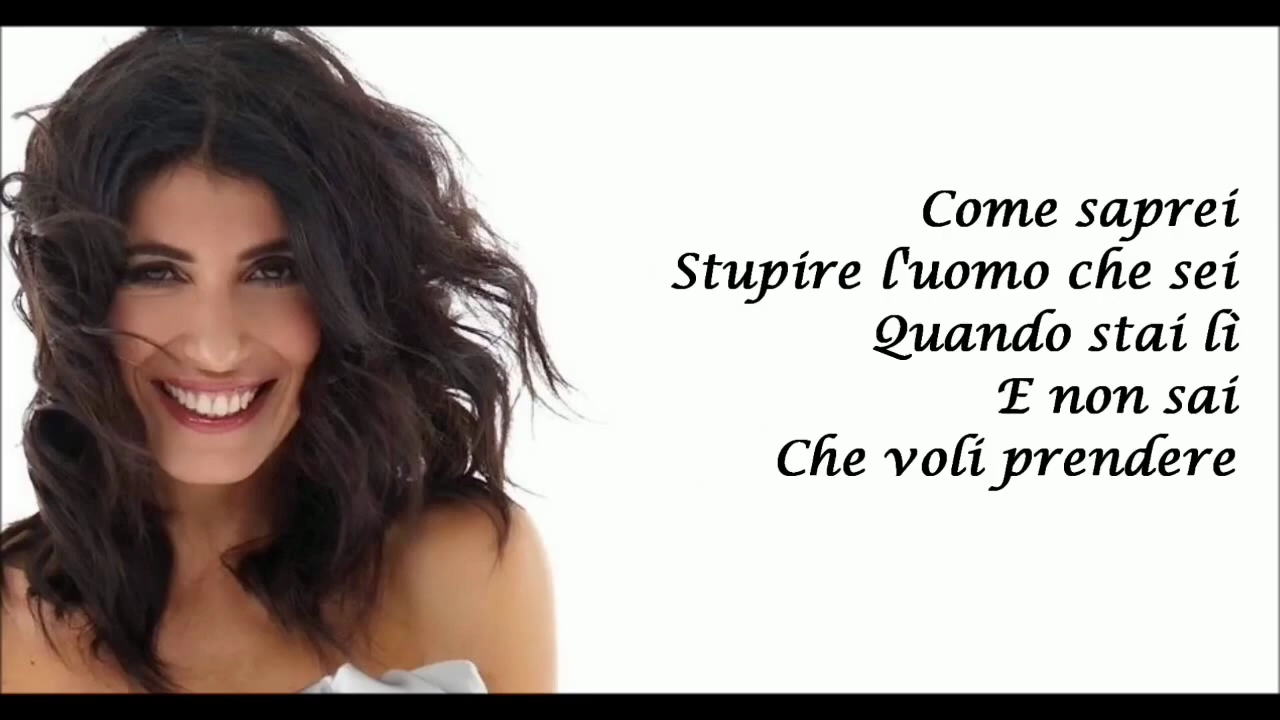 Come saprei
Stupire l'uomo che sei
Quando stai lì
E non sai
Che voli prendere